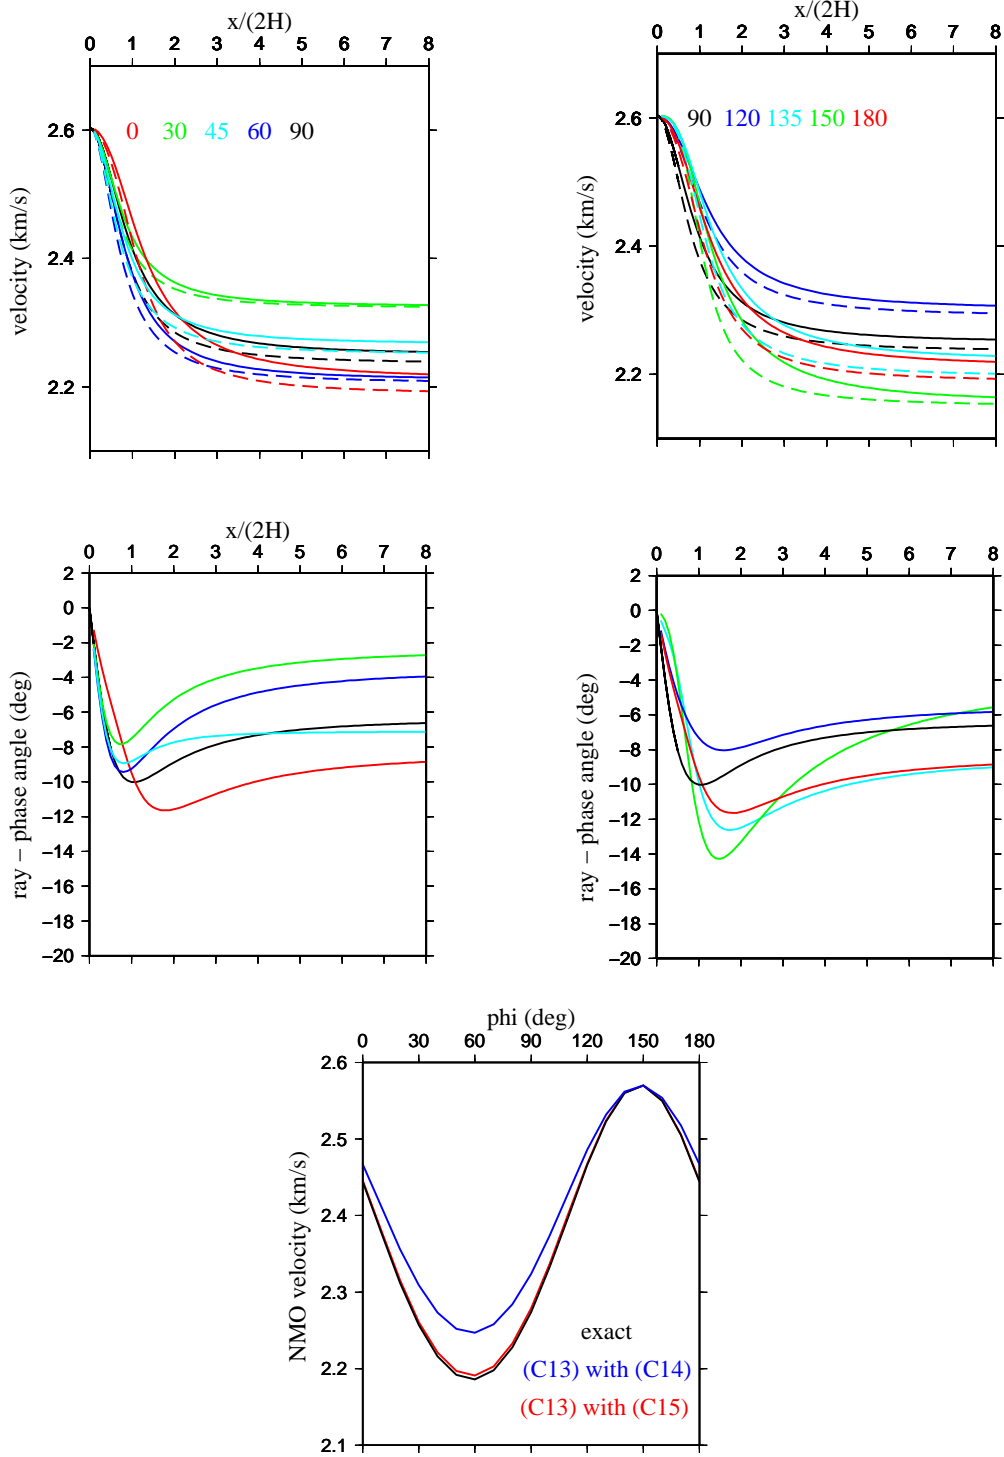 x/(2H)
0 1 2 3 4 5 6 7 8
2.6
2.4
2.2
velocity (km/s)
0 30 45 60 90
x/(2H)
0 1 2 3 4 5 6 7 8
2.6
2.4
2.2
velocity (km/s)
90 120 135 150 180
x/(2H)
0 1 2 3 4 5 6 7 8
2
0
−2
−4
−6
−8
−10
−12
−14
−16
−18
−20
ray − phase angle (deg)
x/(2H)
0 1 2 3 4 5 6 7 8
2
0
−2
−4
−6
−8
−10
−12
−14
−16
−18
−20
ray − phase angle (deg)
phi (deg)
0 30 60 90 120 150 180
2.6
2.5
2.4
2.3
2.2
2.1
NMO velocity (km/s)
exact
(C13) with (C14)
(C13) with (C15)